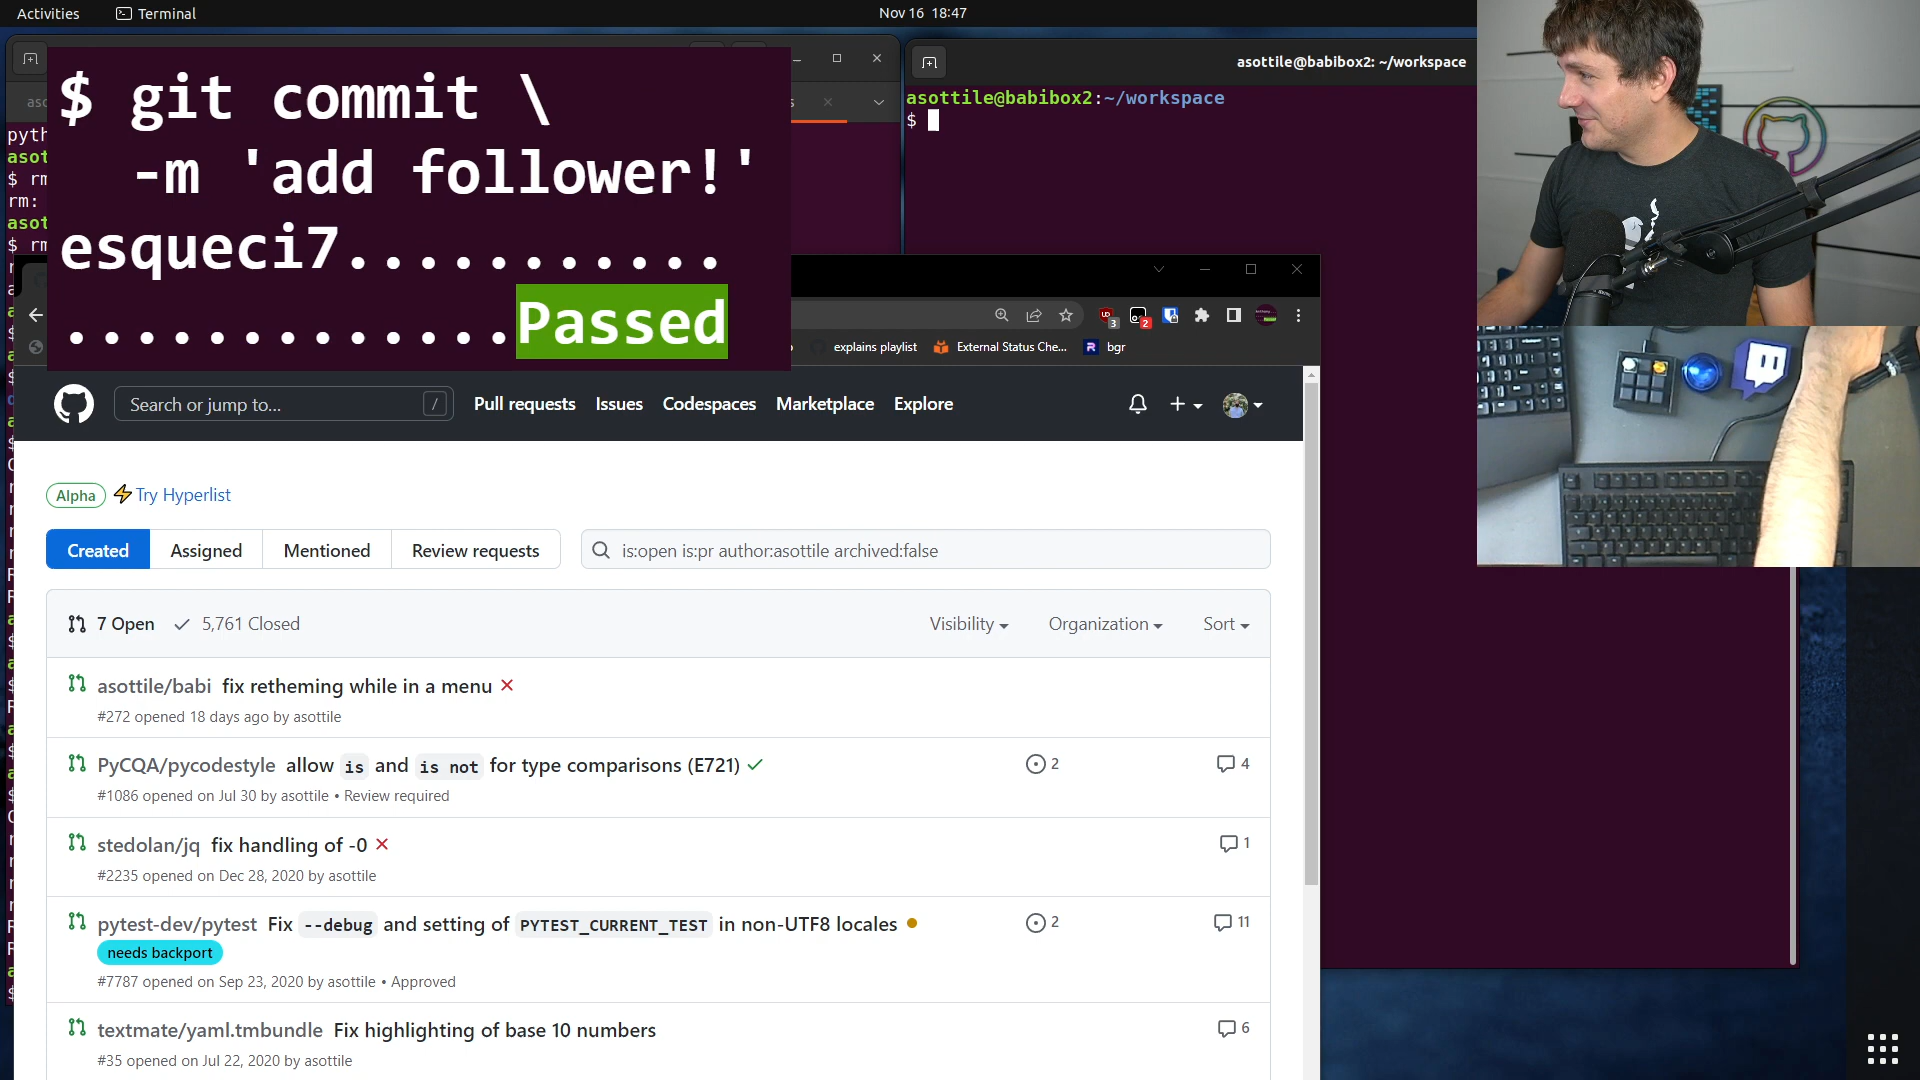 Activities
Terminal
Nov 16 18:47
asottile@babibox2: ~/workspace
$ git commit \
-m 'add follower!'
esqueci7...........
.............Passed
asottile@babibox2:~/workspace
$
pyth
asot
$ rm
rm:
asot
$ rm
3
2
explains playlist
External Status Che...
bgr
Search or jump to...
/
Pull requests
Issues
Codespaces
Marketplace
Explore
Alpha
Try Hyperlist
Created
Assigned
Mentioned
Review requests
is:open is:pr author:asottile archived:false
7 Open
5,761 Closed
Visibility
Organization
Sort
asottile/babi fix retheming while in a menu
#272 opened 18 days ago by asottile
PyCQA/pycodestyle allow is and is not for type comparisons (E721)
2
4
#1086 opened on Jul 30 by asottile • Review required
stedolan/jq fix handling of -0
1
#2235 opened on Dec 28, 2020 by asottile
pytest-dev/pytest Fix --debug and setting of PYTEST_CURRENT_TEST in non-UTF8 locales
2
11
needs backport
#7787 opened on Sep 23, 2020 by asottile • Approved
textmate/yaml.tmbundle Fix highlighting of base 10 numbers
6
#35 opened on Jul 22, 2020 by asottile